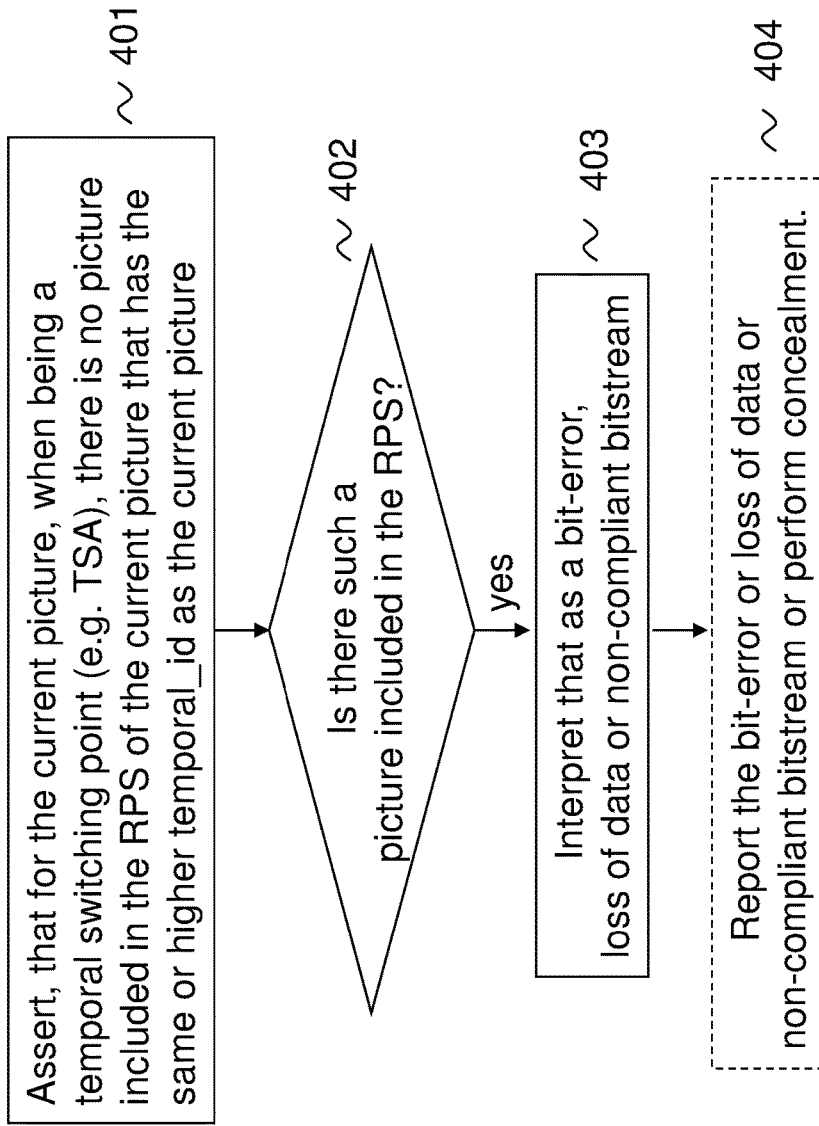 Assert, that for the current picture, when being a
temporal switching point (e.g. TSA), there is no picture
included in the RPS of the current picture that has the
same or higher temporal_id as the current picture
401
Is there such a
picture included in the RPS?
402
yes
Interpret that as a bit-error,
loss of data or non-compliant bitstream
403
Report the bit-error or loss of data or
non-compliant bitstream or perform concealment.
404